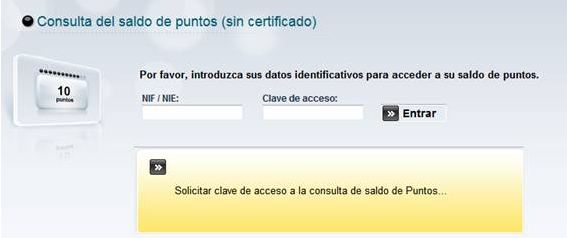 Consulta del saldo de puntos (sin certificado)
10
puntos
Por favor, introduzca sus datos identificativos para acceder a su saldo de puntos.
NIF / NIE: Clave de acceso:
Entrar
Solicitar clave de acceso a la consulta de saldo de Puntos...